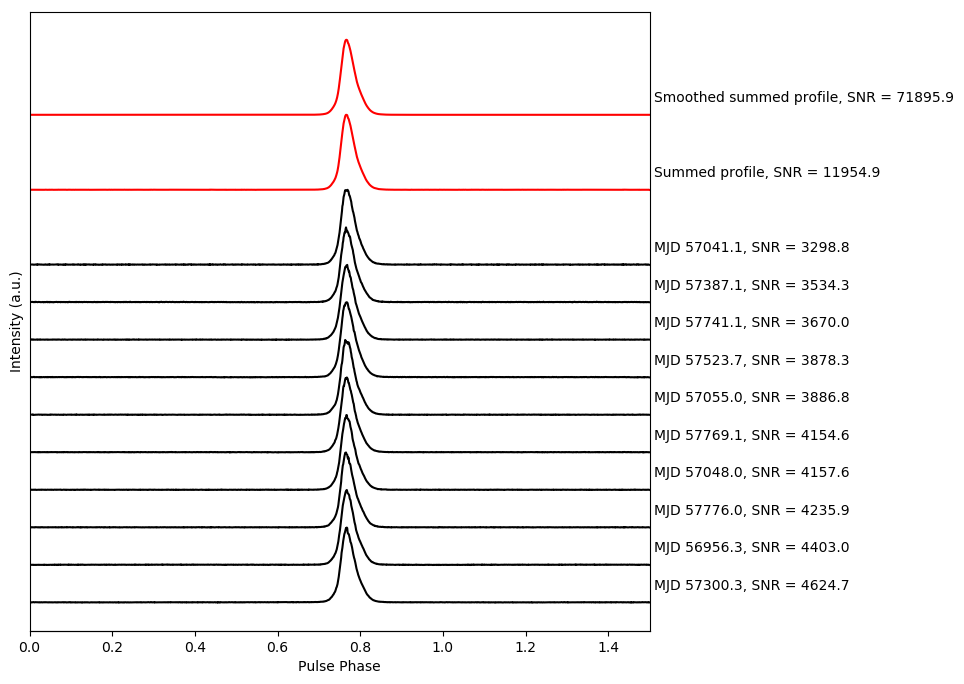 Smoothed summed profile, SNR = 71895.9
Summed profile, SNR = 11954.9
MJD 57041.1, SNR = 3298.8
MJD 57387.1, SNR = 3534.3
MJD 57741.1, SNR = 3670.0
MJD 57523.7, SNR = 3878.3
MJD 57055.0, SNR = 3886.8
MJD 57769.1, SNR = 4154.6
MJD 57048.0, SNR = 4157.6
MJD 57776.0, SNR = 4235.9
MJD 56956.3, SNR = 4403.0
MJD 57300.3, SNR = 4624.7
Intensity (a.u.)
0.0 0.2 0.4 0.6 0.8 1.0 1.2 1.4
Pulse Phase